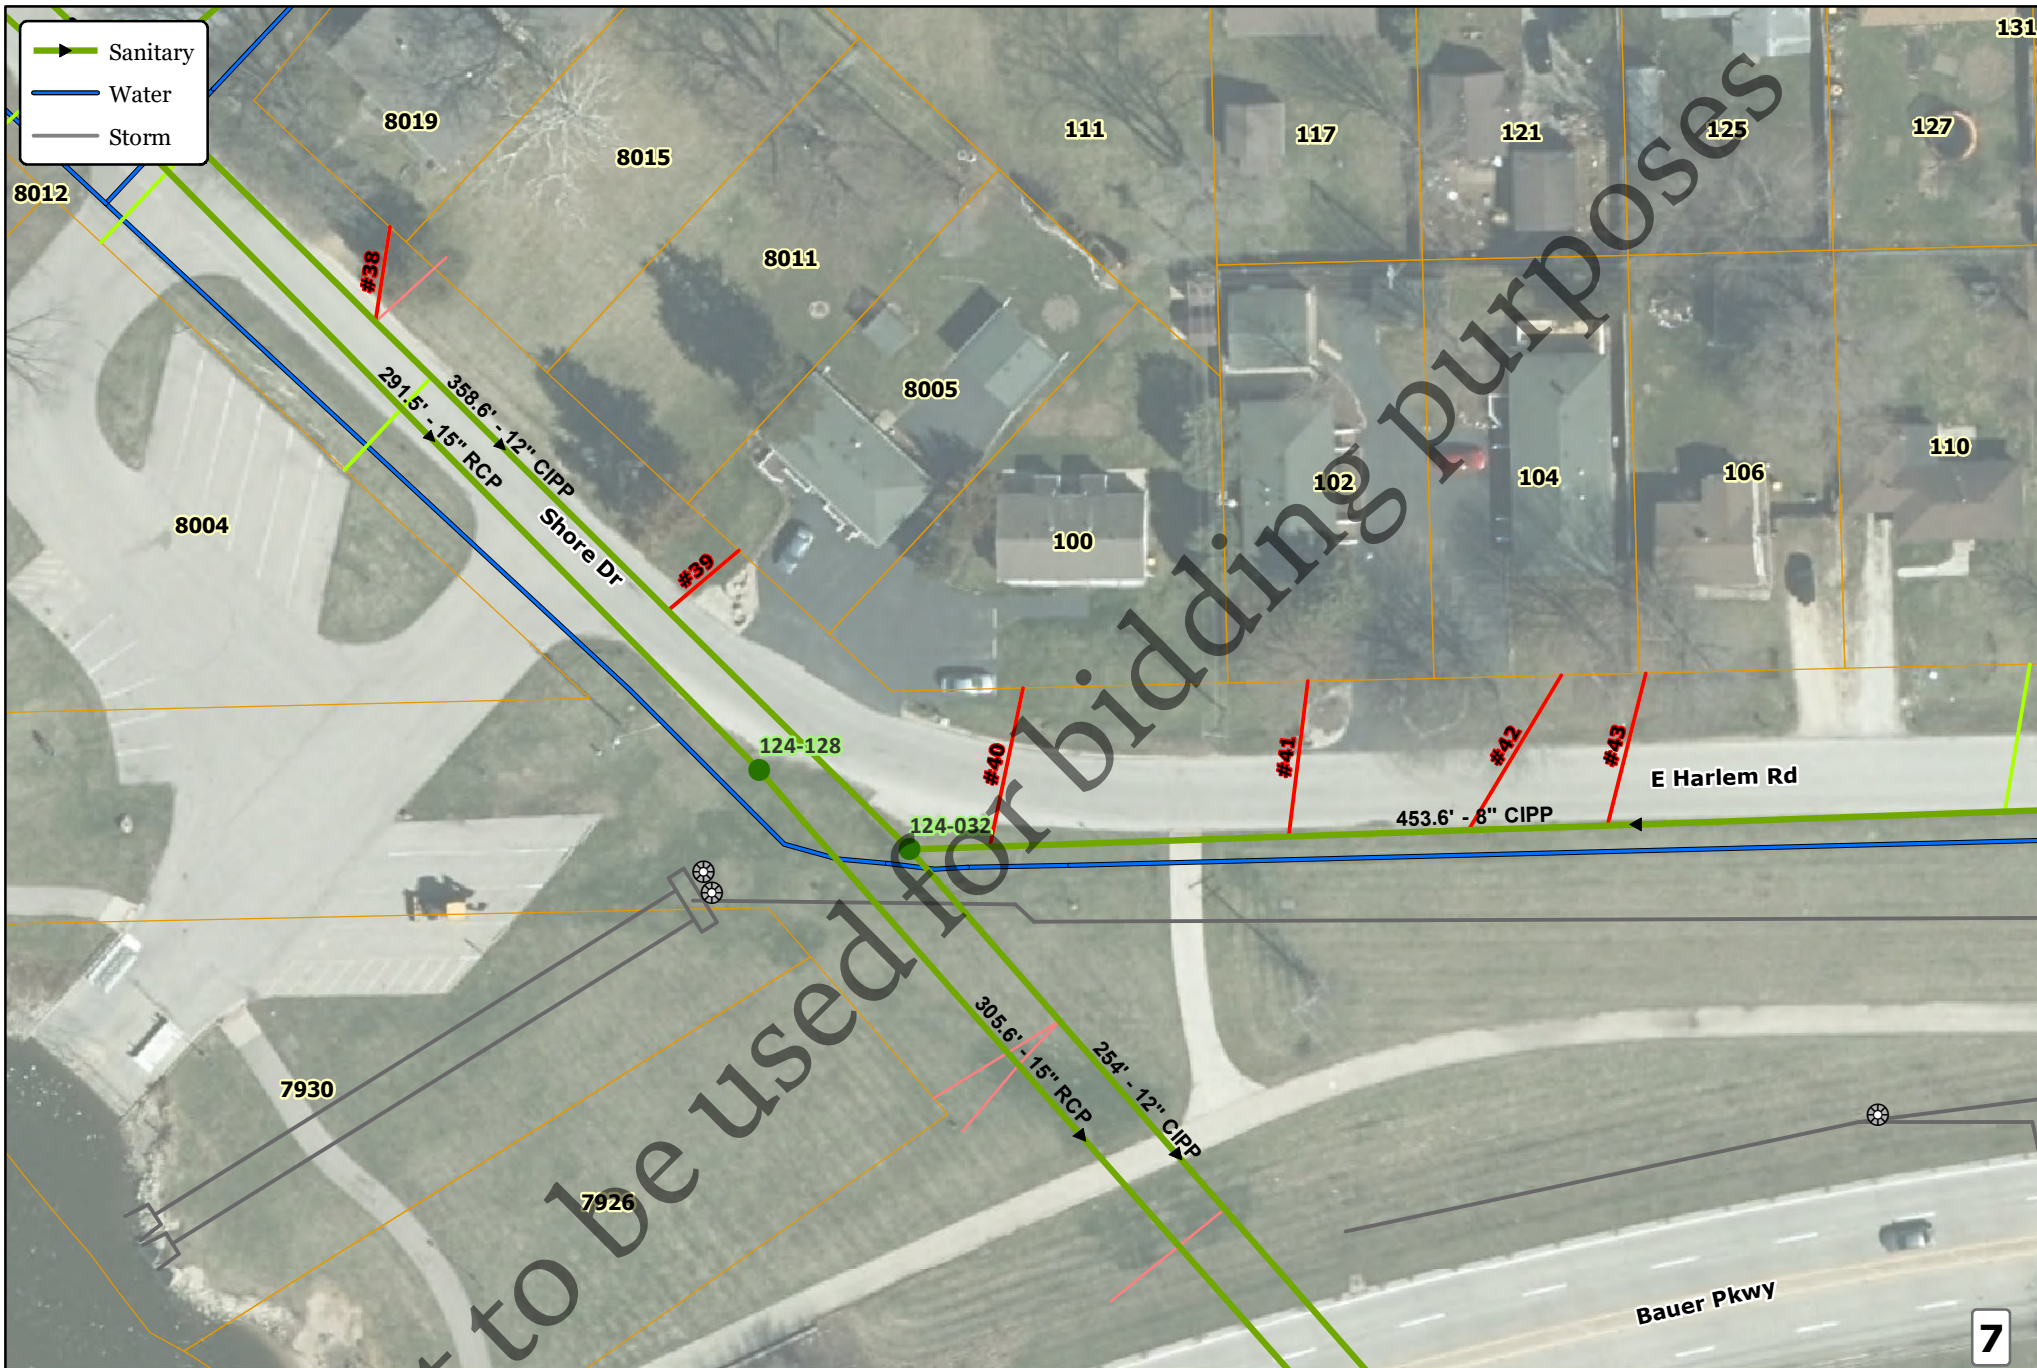 Sanitary
Water
Storm
131
8019
8015
111
117
121
125
127
8012
8011
#38
8005
291.5' - 15" RCP
358.6' - 12" CIPP
Shore Dr
8004
100
102
104
106
110
#39
#40
#41
#42
#43
124-128
124-032
E Harlem Rd
453.6' - 8" CIPP
305.6' - 15" RCP
254' - 12" CIPP
7930
7926
Bauer Pkwy
7
to be used for bidding purposes